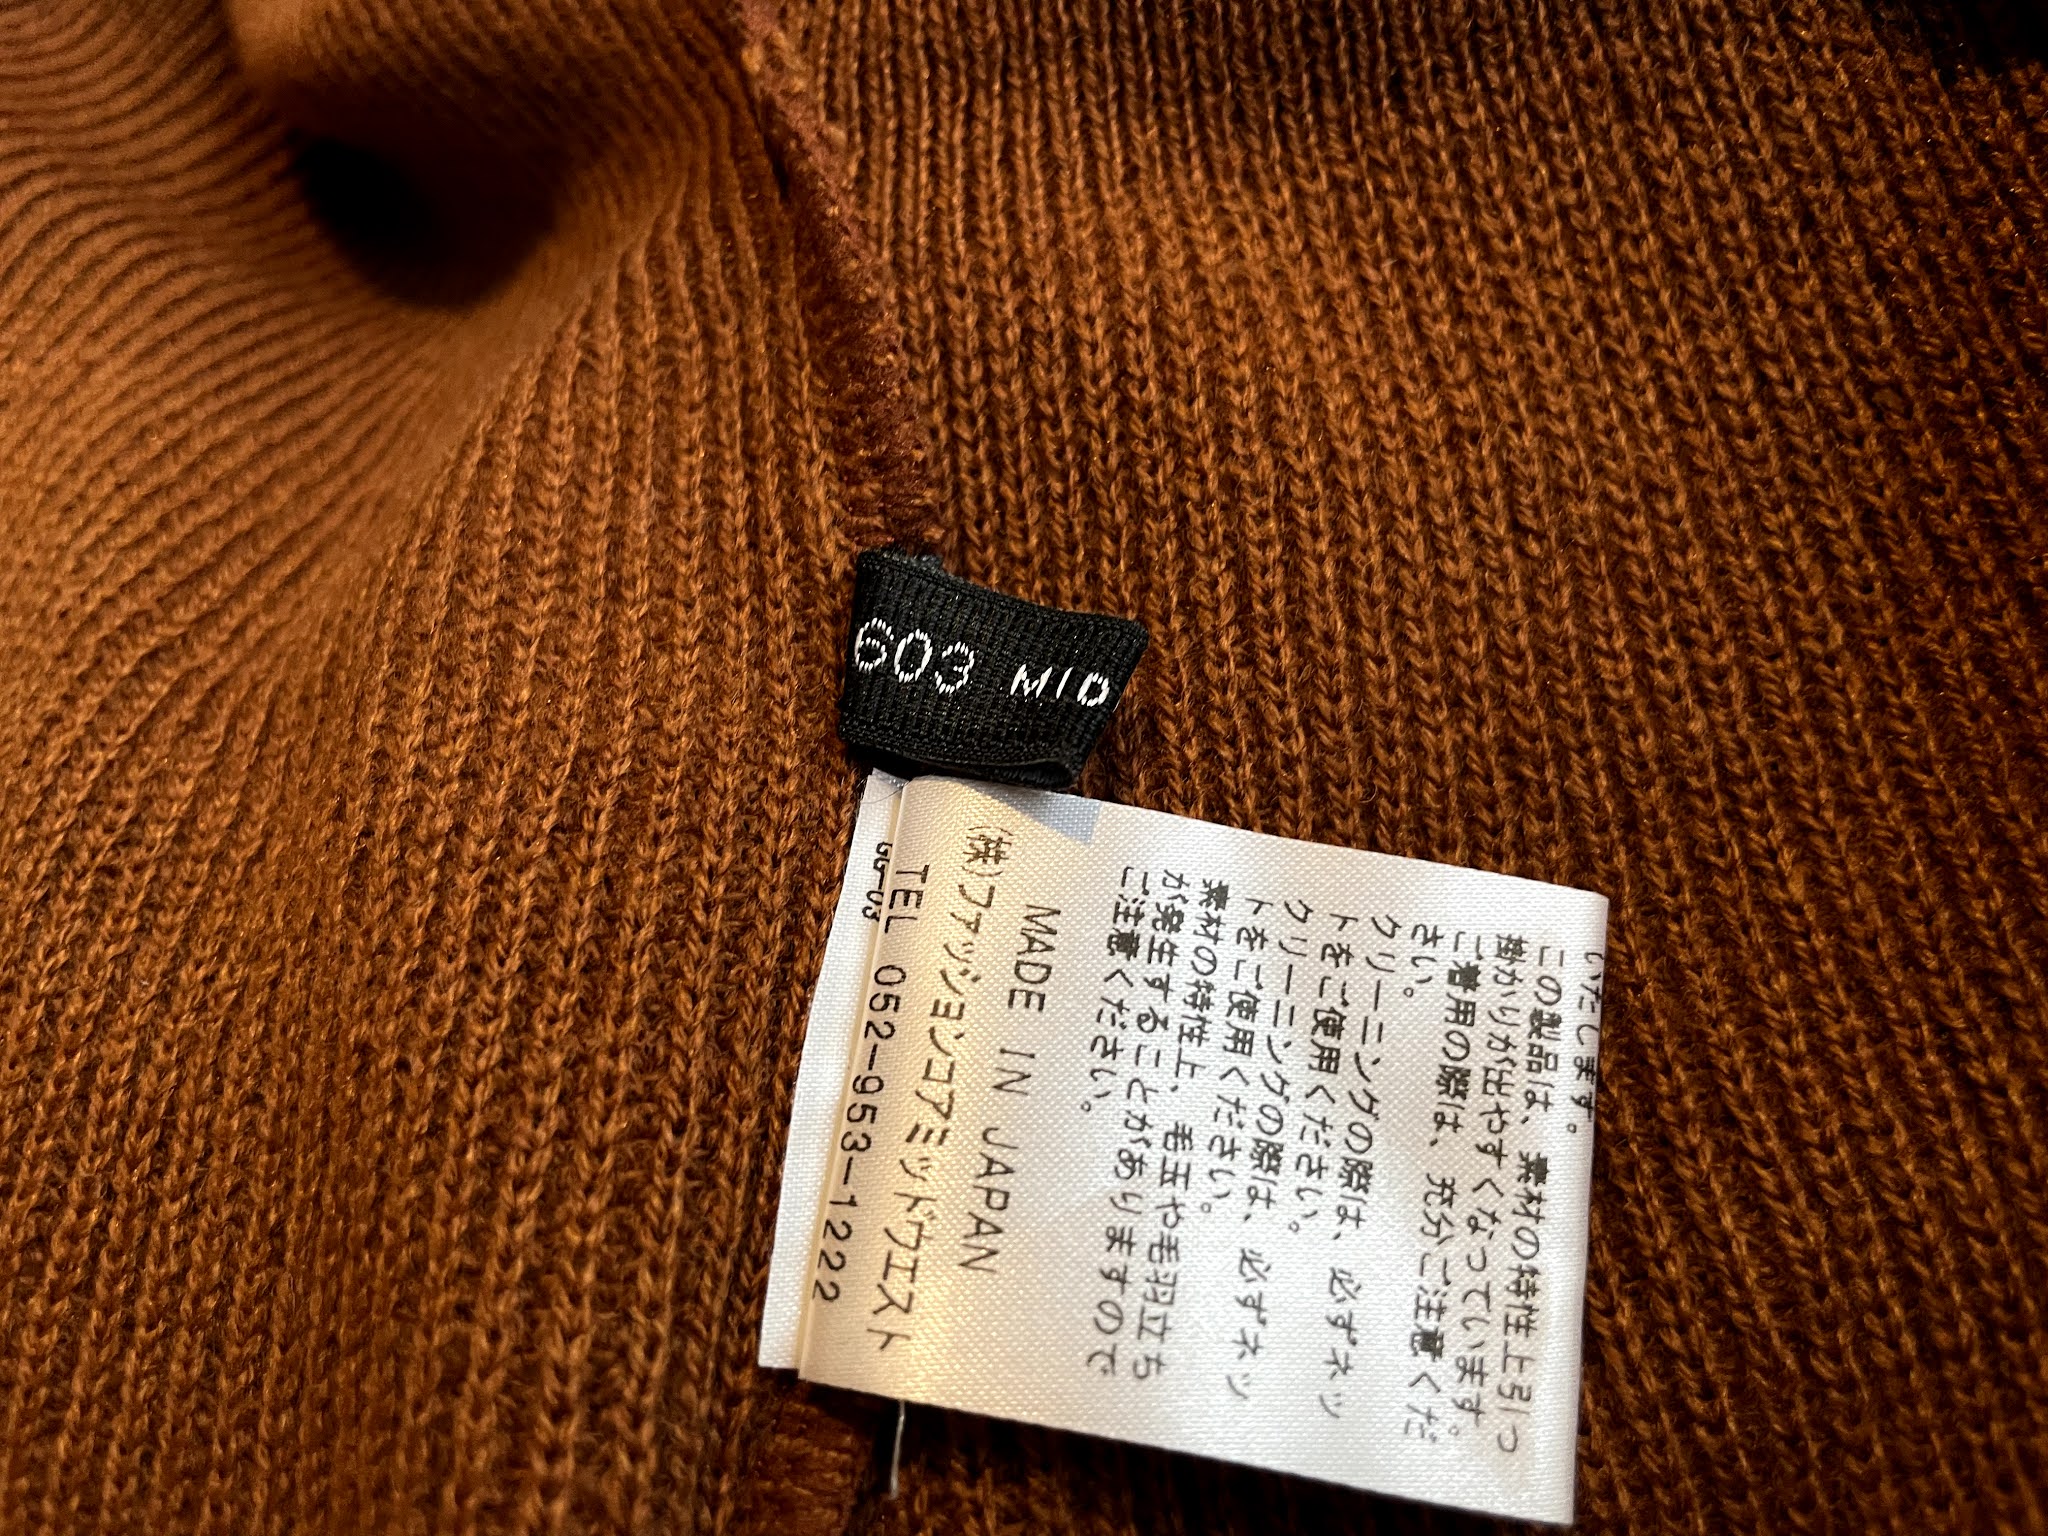 603 MID
いたします。
この製品は、素材の特性上引っ
掛かりが出やすくなっています。
ご着用の際は、充分ご注意くだ
さい。
クリーニングの際は、必ずネッ
トをご使用ください。
クリーニングの際は、必ずネッ
トをご使用ください。
素材の特性上、毛玉や毛羽立ち
が発生することがありますので
ご注意ください。
MADE IN JAPAN
(株)ファッションコアミッドウエスト
TEL 052-953-1222